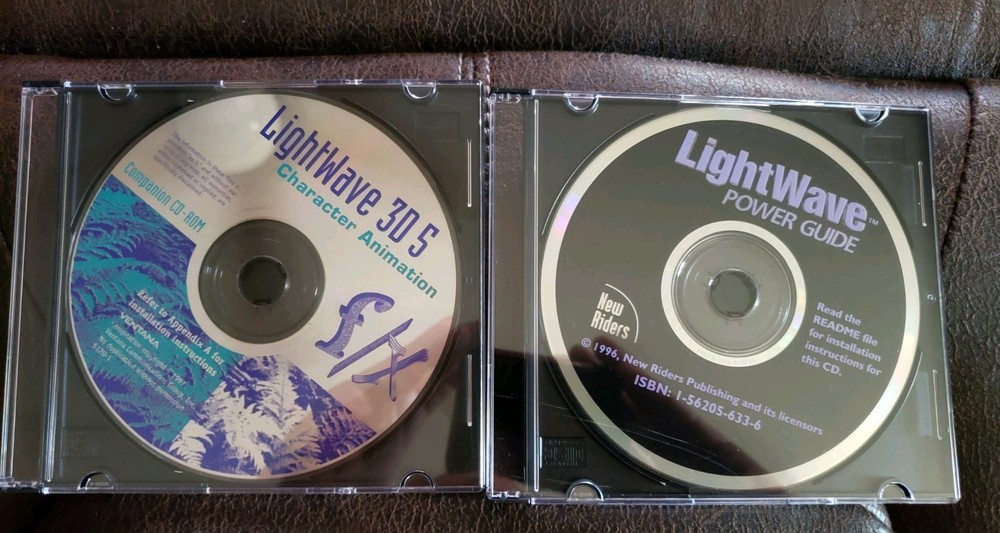 LightWave 3D 5
Character Animation
f/x
Companion CD-ROM
Refer to Appendix A for
Installation Instructions
VENTANA
LightWave™
POWER GUIDE
New
Riders
Read the
README file
for installation
instructions for
this CD.
© 1996, New Riders Publishing and its licensors
ISBN: 1-56205-633-6